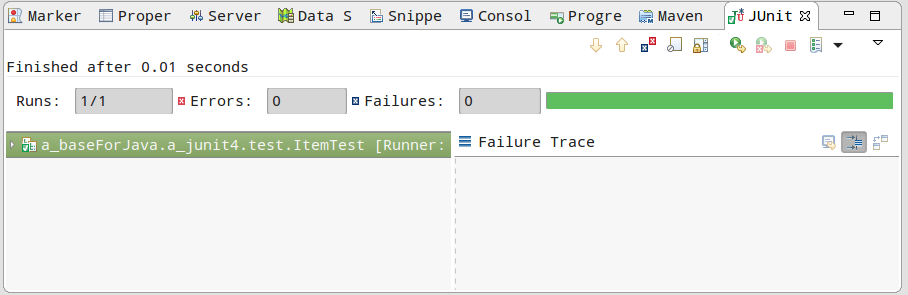 Marker Proper Server Data S Snippe Consol Progre Maven JUnit
Finished after 0.01 seconds
Runs: 1/1 Errors: 0 Failures: 0
a_baseForJava.a_junit4.test.ItemTest [Runner: Failure Trace